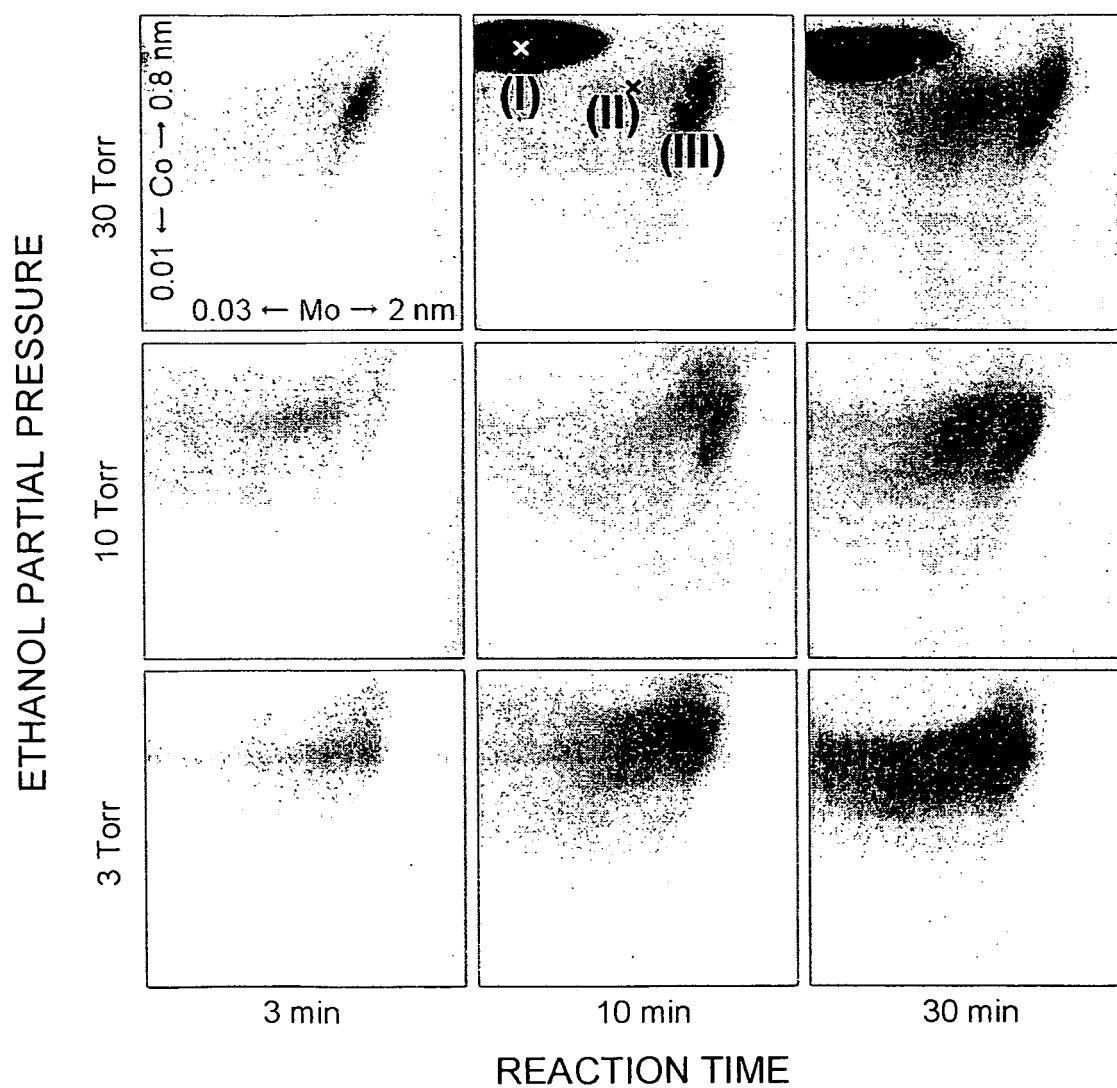 ETHANOL PARTIAL PRESSURE
30 Torr
0.01 ← Co → 0.8 nm
0.03 ← Mo → 2 nm
(I)
(II)
(III)
10 Torr
3 Torr
3 min
10 min
30 min
REACTION TIME